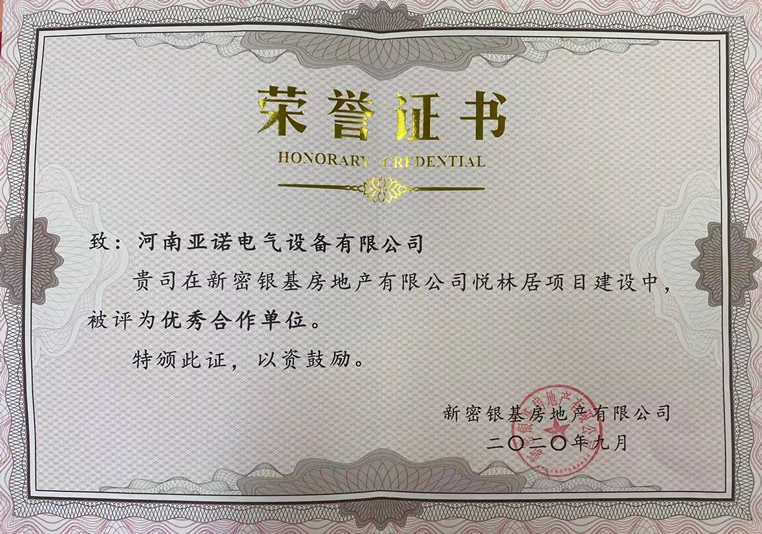 荣誉证书
HONORARY CREDENTIAL
致：河南亚诺电气设备有限公司
贵司在新密银基房地产有限公司悦林居项目建设中，
被评为优秀合作单位。
特颁此证，以资鼓励。
新密银基房地产有限公司
二〇二〇年九月